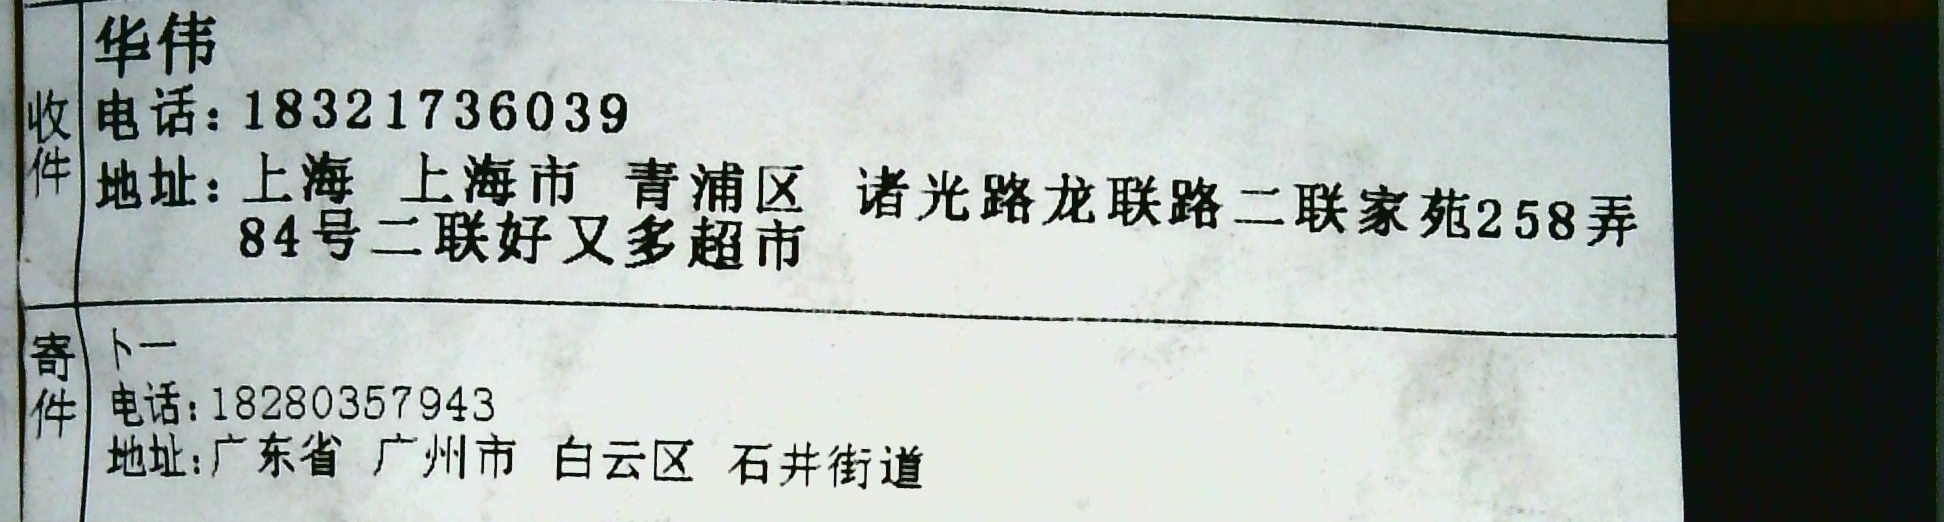 收件
华伟
电话:18321736039
地址:上海 上海市 青浦区 诸光路龙联路二联家苑258弄
84号二联好又多超市
寄件
卜一
电话:18280357943
地址:广东省 广州市 白云区 石井街道